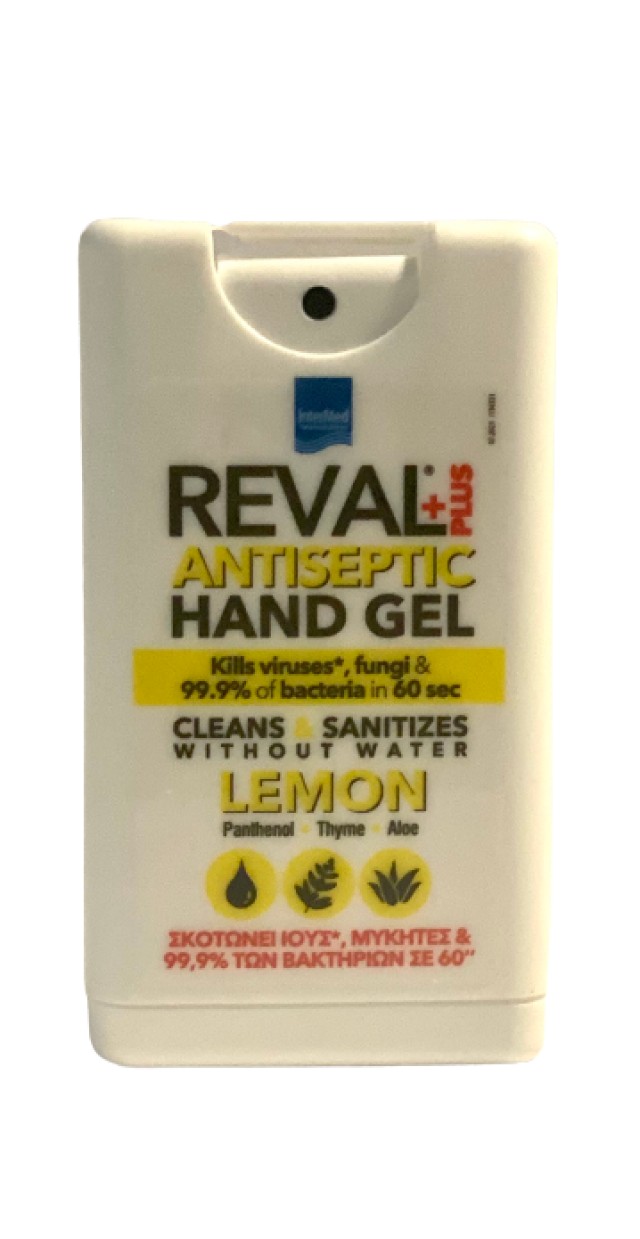 InterMed
REVAL®+ PLUS
ANTISEPTIC
HAND GEL
Kills viruses*, fungi &
99.9% of bacteria in 60 sec
CLEANS & SANITIZES
WITHOUT WATER
LEMON
Panthenol • Thyme • Aloe
ΣΚΟΤΩΝΕΙ ΙΟΥΣ*, ΜΥΚΗΤΕΣ &
99,9% ΤΩΝ ΒΑΚΤΗΡΙΩΝ ΣΕ 60’’